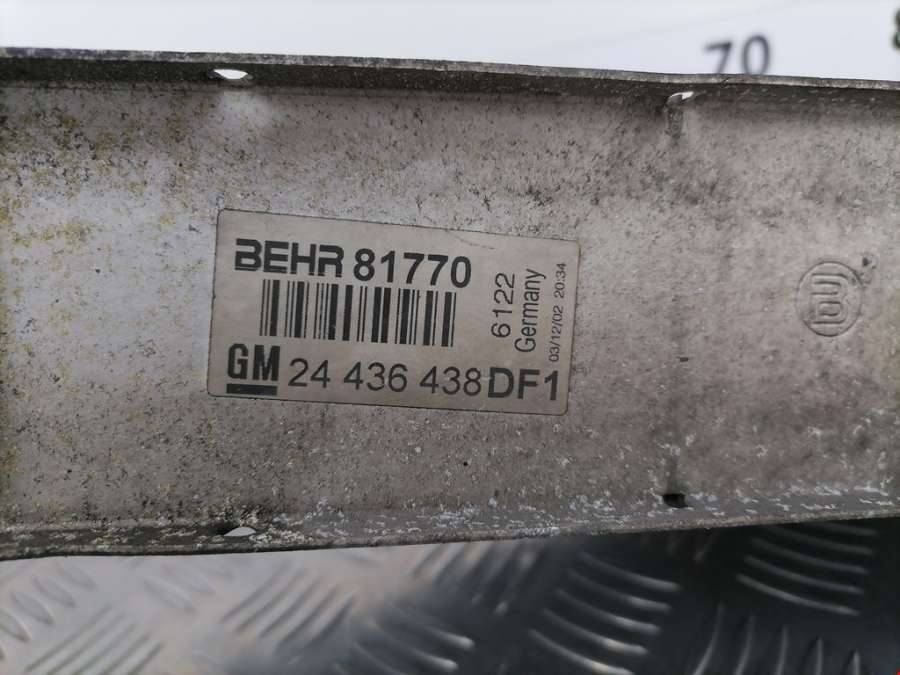 70
BEHR 81770
6122
Germany
03/12/02 20:34
GM 24 436 438 DF1